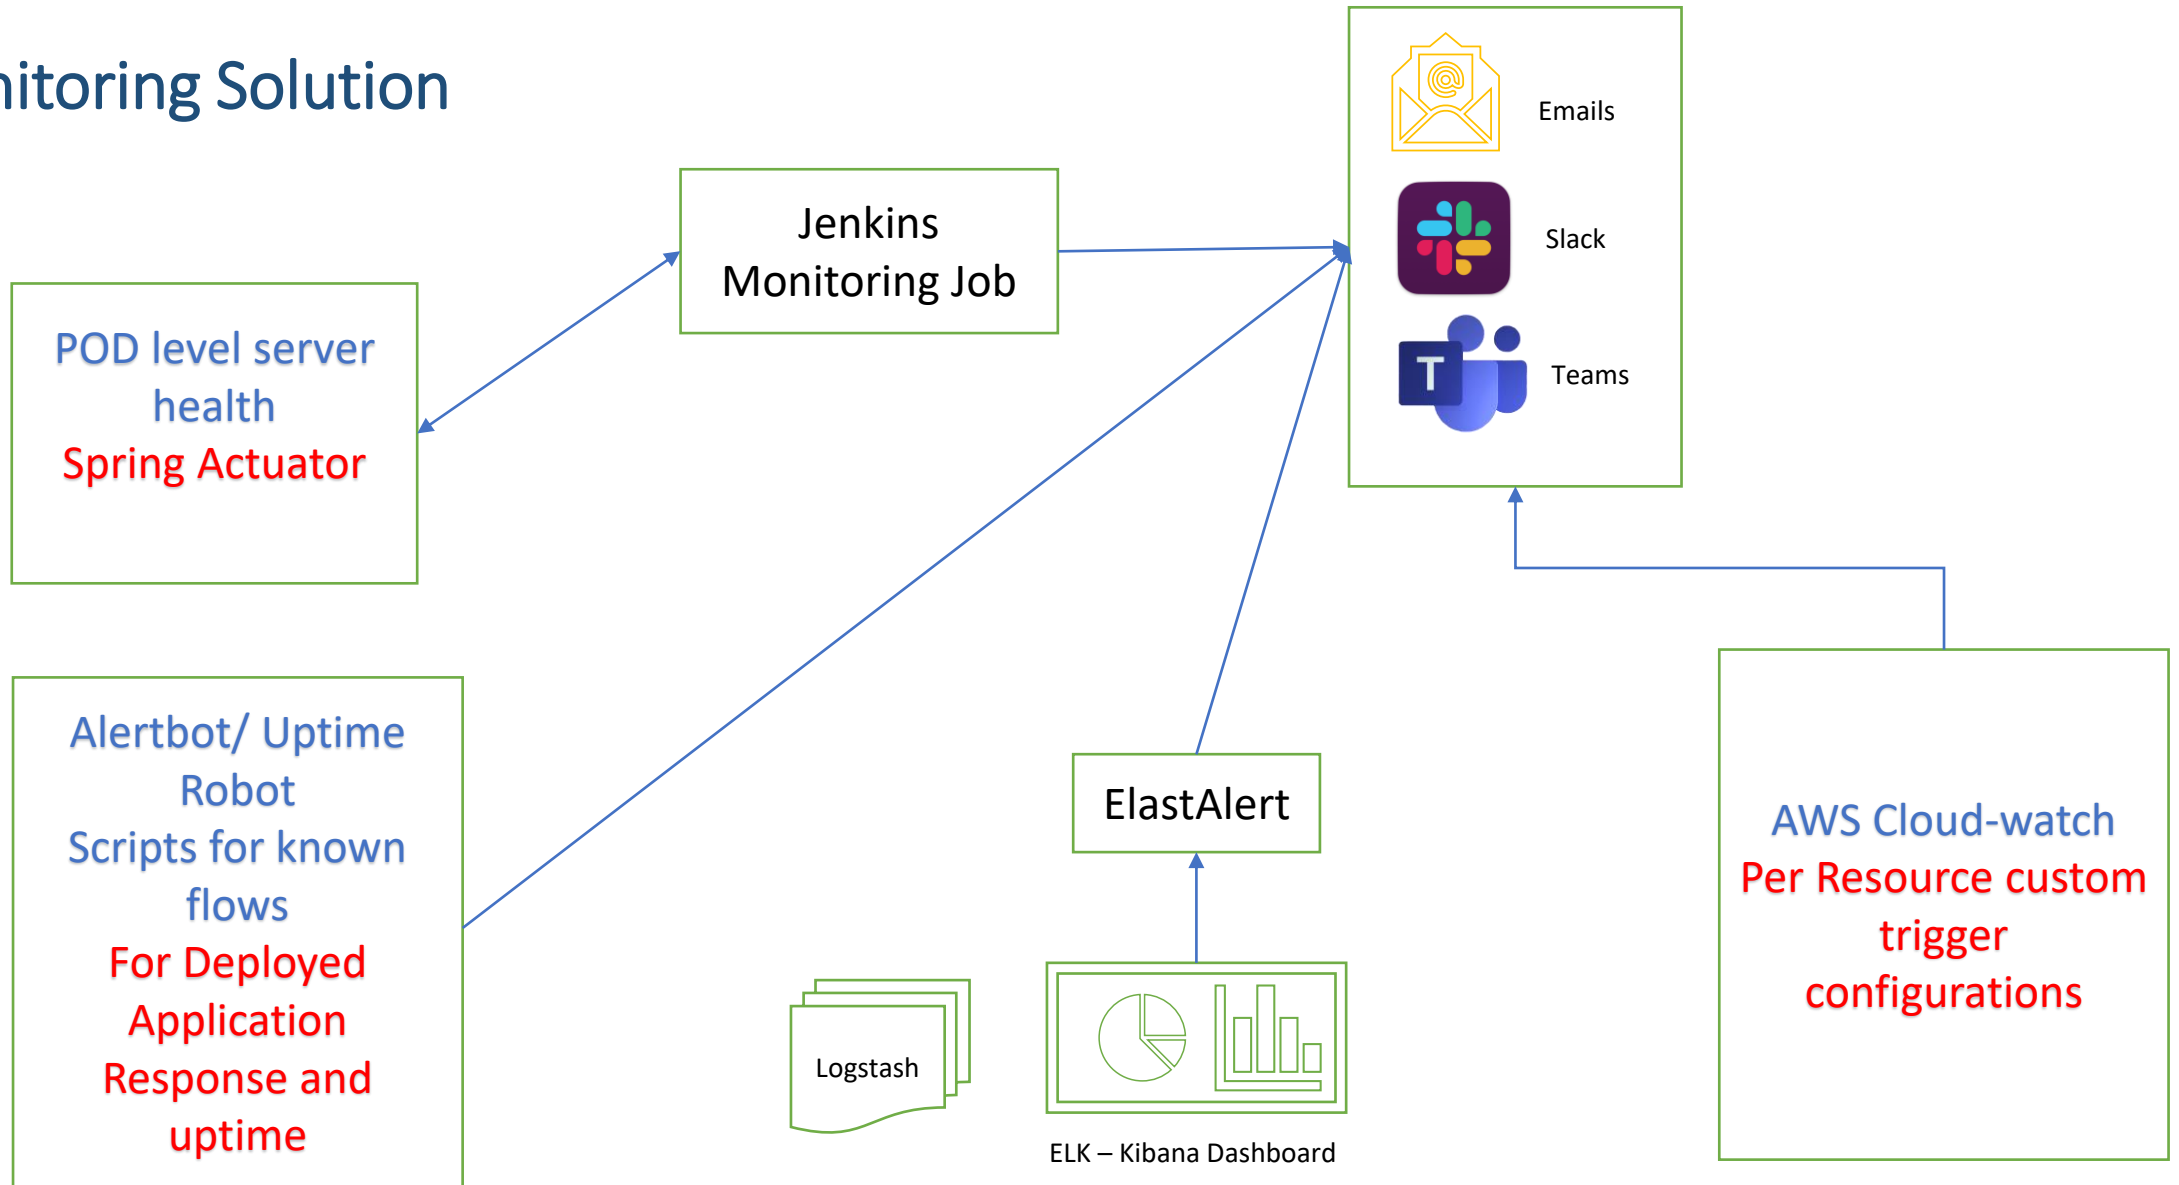 nitoring Solution
Emails
Slack
T
Teams
Jenkins
Monitoring Job
POD level server
health
Spring Actuator
Alertbot/ Uptime
Robot
Scripts for known
flows
For Deployed
Application
Response and
uptime
ElastAlert
Logstash
ELK – Kibana Dashboard
AWS Cloud-watch
Per Resource custom
trigger
configurations